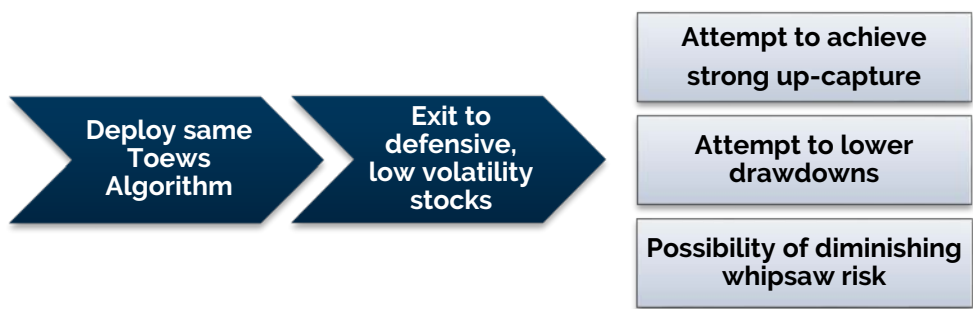 Deploy same
Toews
Algorithm
Exit to
defensive,
low volatility
stocks
Attempt to achieve
strong up-capture
Attempt to lower
drawdowns
Possibility of diminishing
whipsaw risk